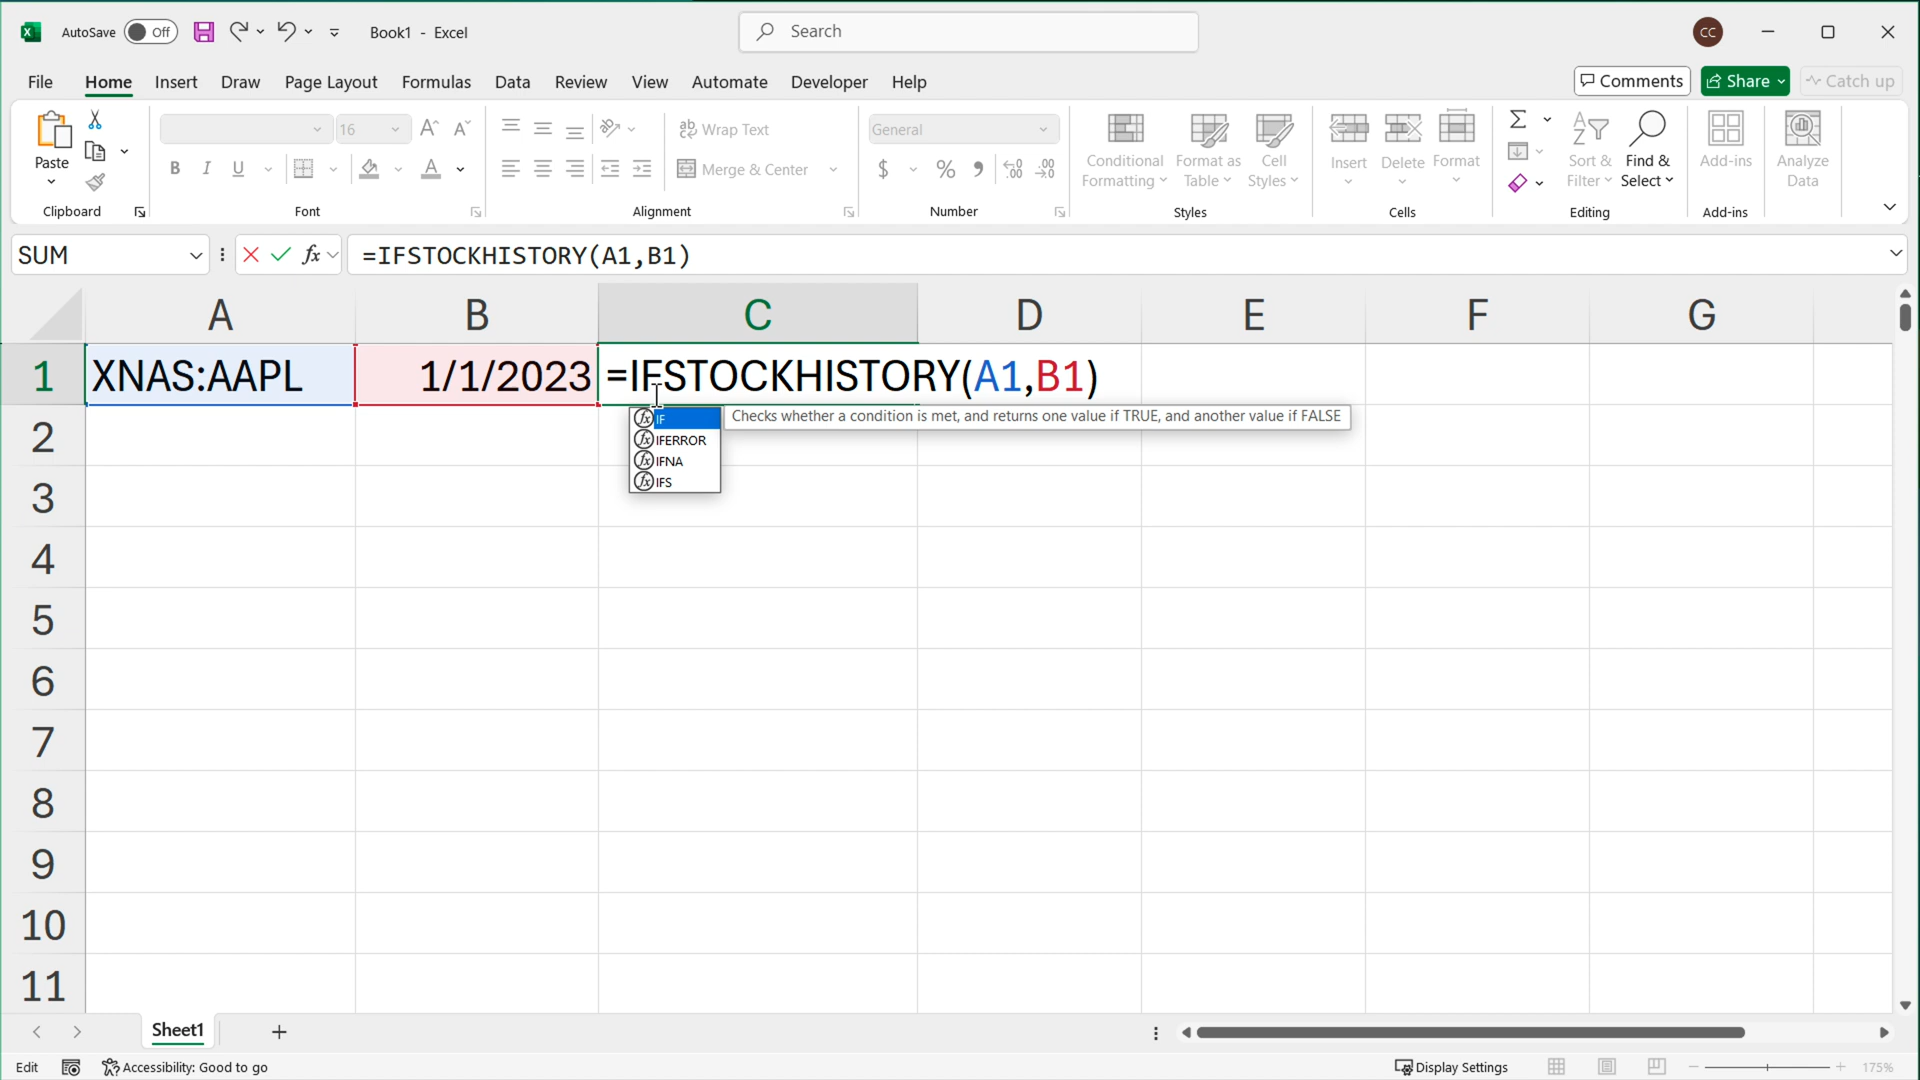 AutoSave Off Book1 - Excel Search CC
File Home Insert Draw Page Layout Formulas Data Review View Automate Developer Help Comments Share Catch up
16 ab Wrap Text General
Paste B I U A Merge & Center $ % Conditional Formatting Format as Table Cell Styles Insert Delete Format Sort & Filter Find & Select Add-ins Analyze Data
Clipboard Font Alignment Number Styles Cells Editing Add-ins
SUM fx =IFSTOCKHISTORY(A1,B1)
A B C D E F G
1 XNAS:AAPL 1/1/2023 =IFSTOCKHISTORY(A1,B1)
IF Checks whether a condition is met, and returns one value if TRUE, and another value if FALSE
2 IFERROR
IFNA
3 IFS
4
5
6
7
8
9
10
11
Sheet1
Edit Accessibility: Good to go Display Settings 175%